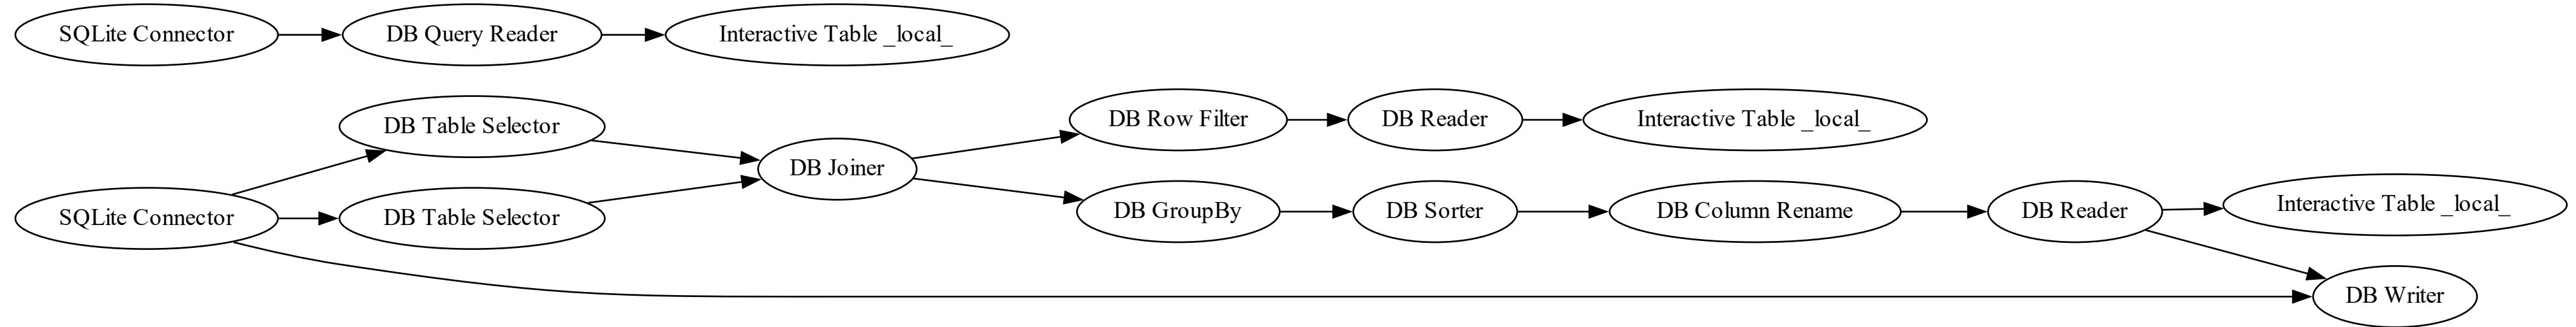 SQLite Connector
DB Query Reader
Interactive Table _local_
DB Table Selector
DB Row Filter
DB Reader
Interactive Table _local_
DB Joiner
SQLite Connector
DB Table Selector
DB GroupBy
DB Sorter
DB Column Rename
DB Reader
Interactive Table _local_
DB Writer